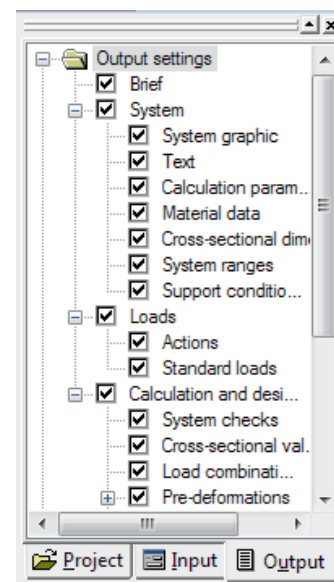 Output settings
Brief
System
System graphic
Text
Calculation param...
Material data
Cross-sectional dim
System ranges
Support conditio...
Loads
Actions
Standard loads
Calculation and desi...
System checks
Cross-sectional val.
Load combinati...
Pre-deformations
Project Input Output